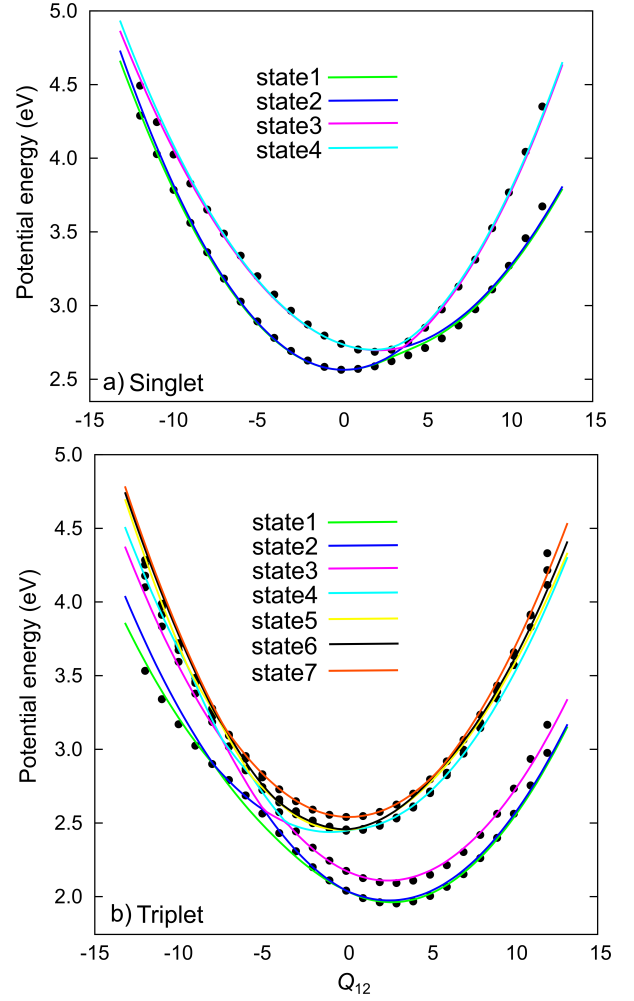 5.0
4.5
4.0
3.5
3.0
2.5
Potential energy (eV)
state1
state2
state3
state4
a) Singlet
-15 -10 -5 0 5 10 15
5.0
4.5
4.0
3.5
3.0
2.5
2.0
Potential energy (eV)
state1
state2
state3
state4
state5
state6
state7
b) Triplet
-15 -10 -5 0 5 10 15
Q12